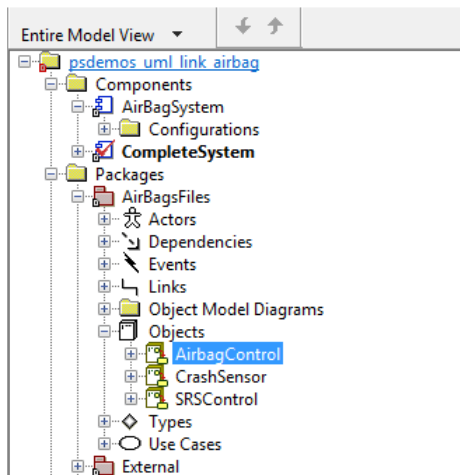 Entire Model View
psdemos_uml_link_airbag
Components
AirBagSystem
Configurations
CompleteSystem
Packages
AirBagsFiles
Actors
Dependencies
Events
Links
Object Model Diagrams
Objects
AirbagControl
CrashSensor
SRSControl
Types
Use Cases
External